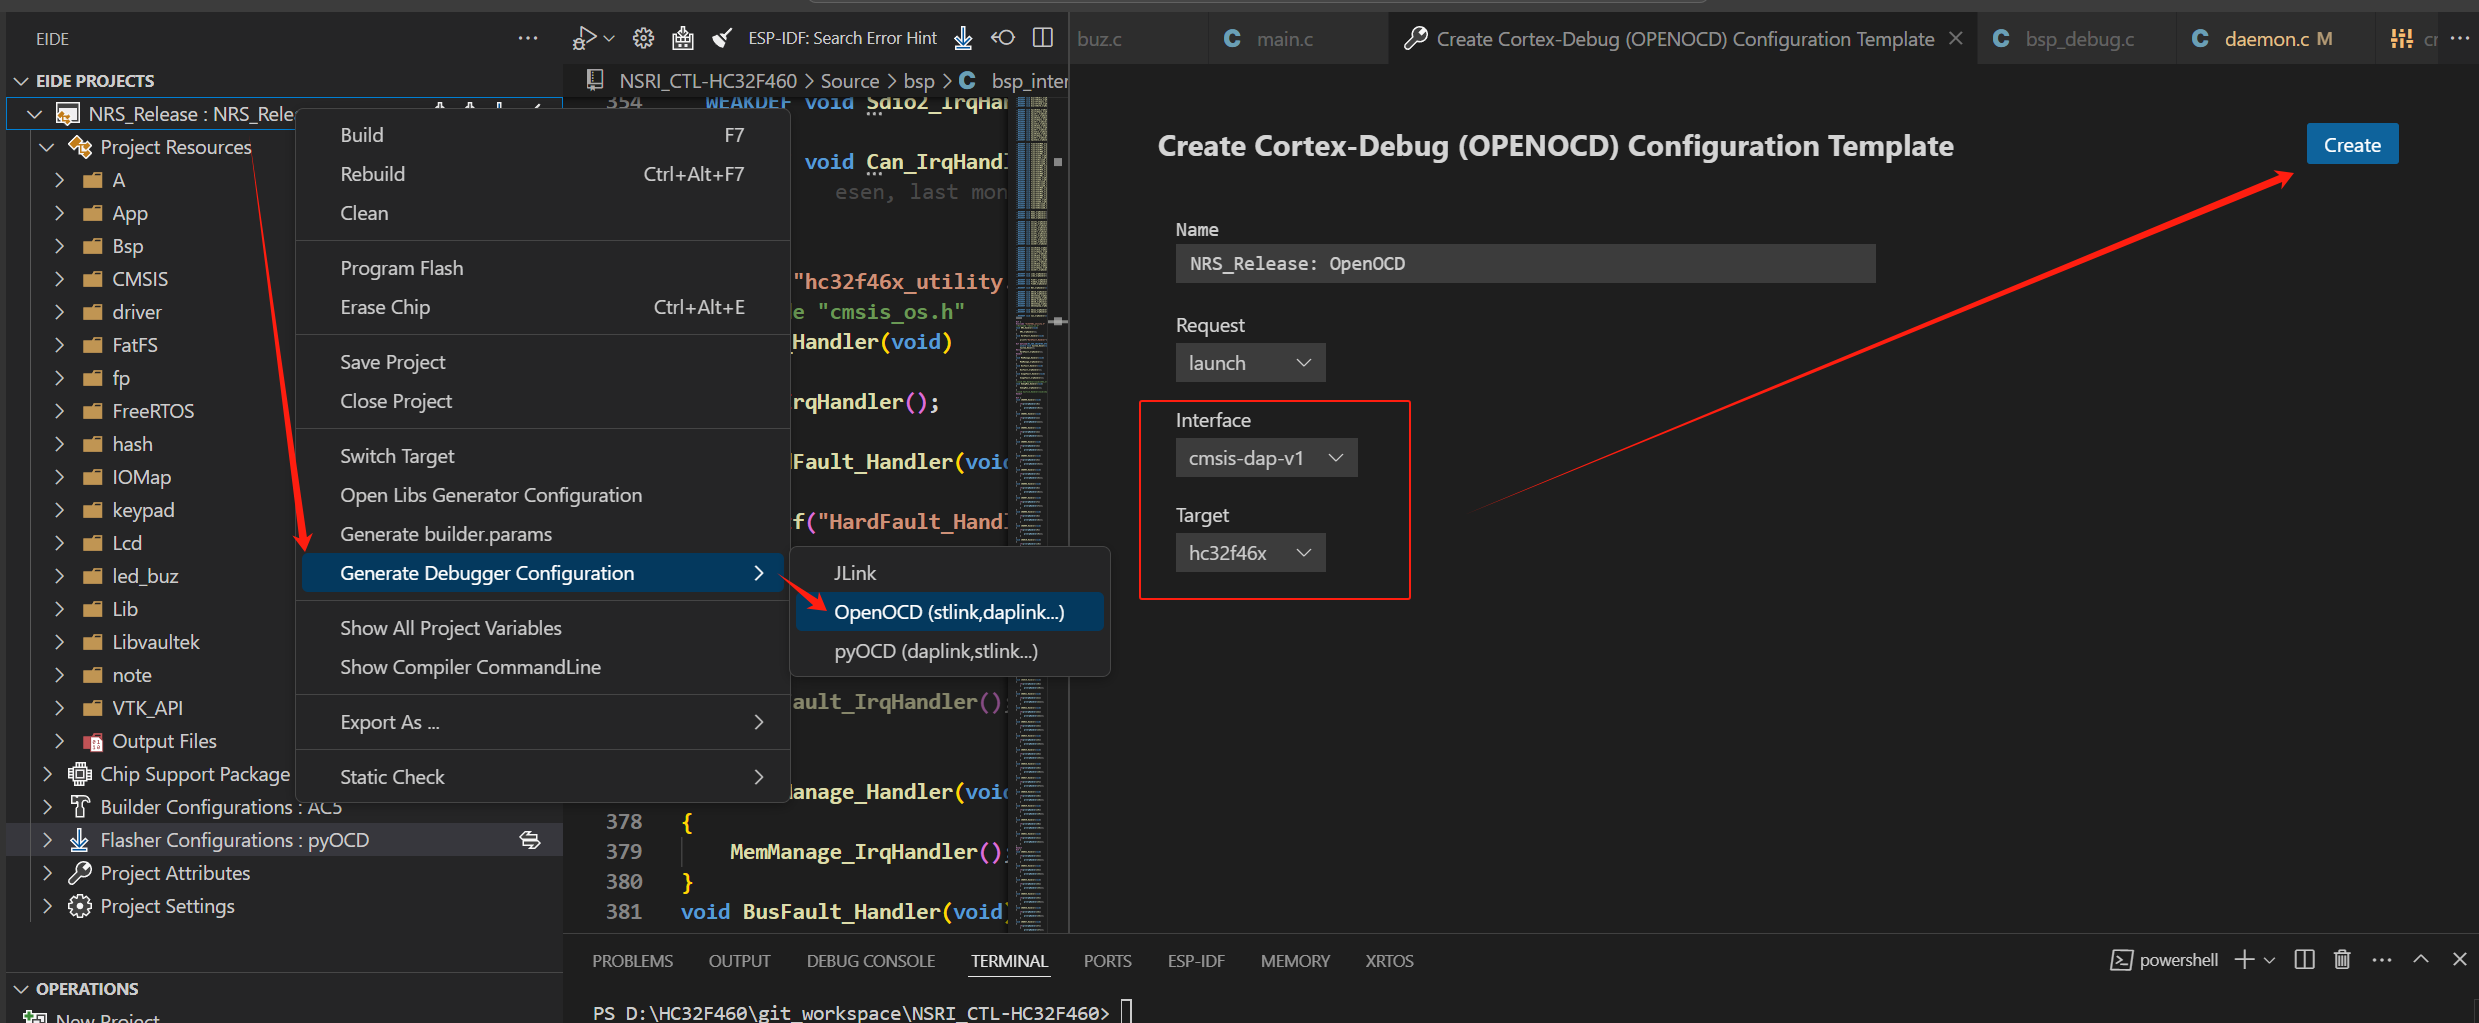 EIDE
EIDE PROJECTS
NRS_Release : NRS_Rele
Project Resources
A
App
Bsp
CMSIS
driver
FatFS
fp
FreeRTOS
hash
IOMap
keypad
Lcd
led_buz
Lib
Libvaultek
note
VTK_API
Output Files
Chip Support Package
Builder Configurations : AC5
Flasher Configurations : pyOCD
Project Attributes
Project Settings
OPERATIONS
New Project
Build F7
Rebuild Ctrl+Alt+F7
Clean
Program Flash
Erase Chip Ctrl+Alt+E
Save Project
Close Project
Switch Target
Open Libs Generator Configuration
Generate builder.params
Generate Debugger Configuration
Show All Project Variables
Show Compiler CommandLine
Export As ...
Static Check
JLink
OpenOCD (stlink,daplink...)
pyOCD (daplink,stlink...)
ESP-IDF: Search Error Hint
NSRI_CTL-HC32F460 > Source > bsp > C bsp_inter
354 WEAKDEF void Sdio2_IrqHan
void Can_IrqHandl
esen, last mon
"hc32f46x_utility.
e "cmsis_os.h"
_Handler(void)
rqHandler();
dFault_Handler(void
f("HardFault_Handl
ault_IrqHandler();
Manage_Handler(void
378 {
379 MemManage_IrqHandler();
380 }
381 void BusFault_Handler(void)
buz.c
C main.c
Create Cortex-Debug (OPENOCD) Configuration Template
C bsp_debug.c
C daemon.c M
Create Cortex-Debug (OPENOCD) Configuration Template
Create
Name
NRS_Release: OpenOCD
Request
launch
Interface
cmsis-dap-v1
Target
hc32f46x
PROBLEMS OUTPUT DEBUG CONSOLE TERMINAL PORTS ESP-IDF MEMORY XRTOS
powershell
PS D:\HC32F460\git_workspace\NSRI_CTL-HC32F460>